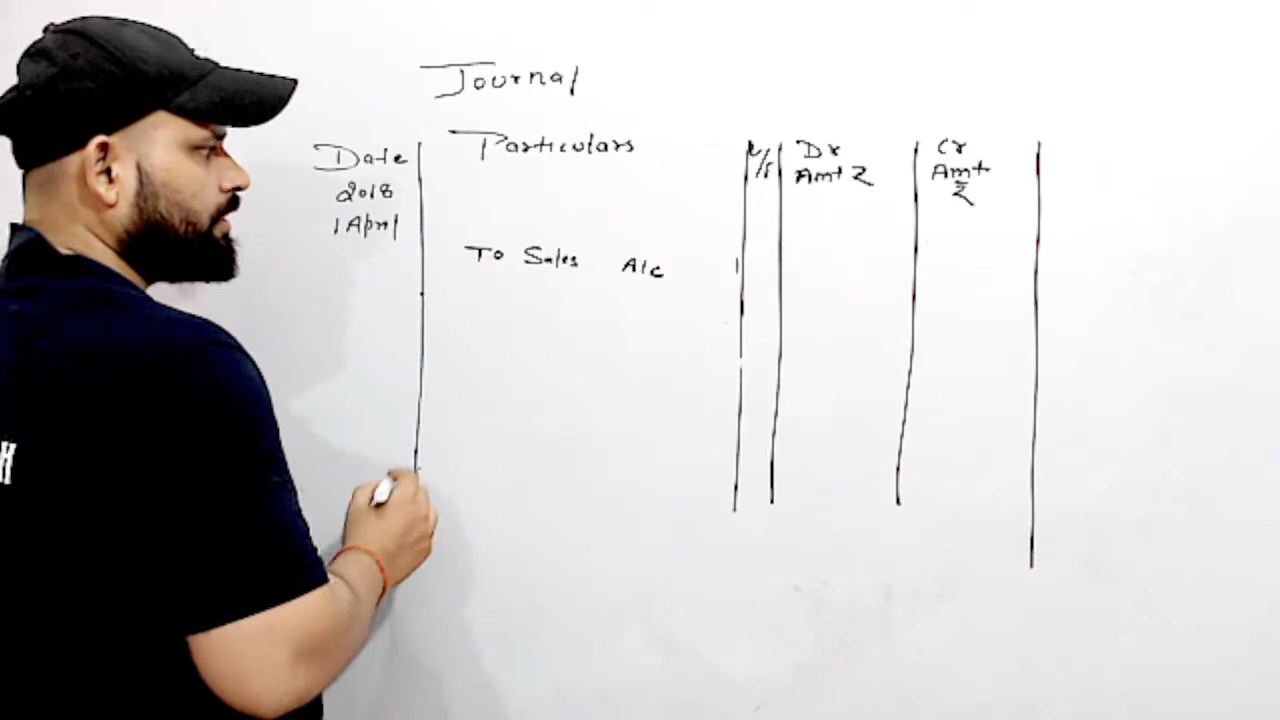 Journal
Date Particulars L/f Dr Cr
Amt ₹ Amt
₹
2018
1 April
To Sales A/c
H